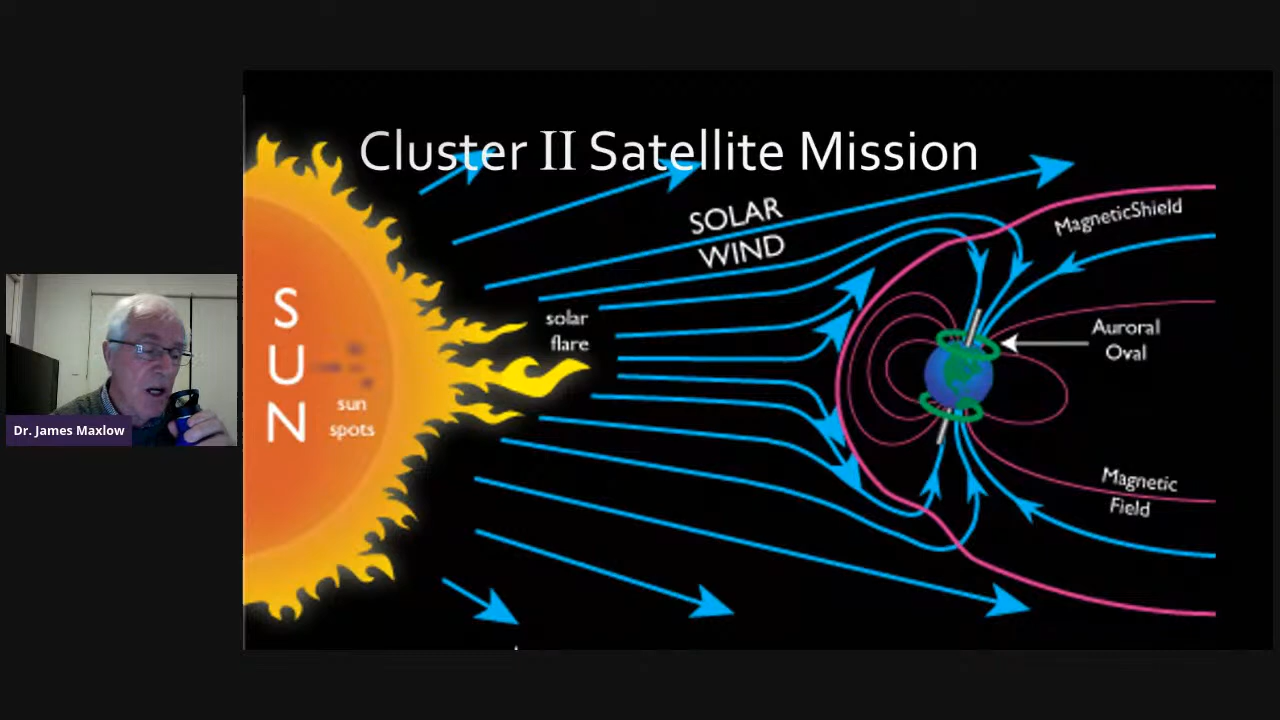 Cluster II Satellite Mission
SOLAR
WIND
MagneticShield
solar
flare
Auroral
Oval
S
U
N
sun
spots
Magnetic
Field
Dr. James Maxlow